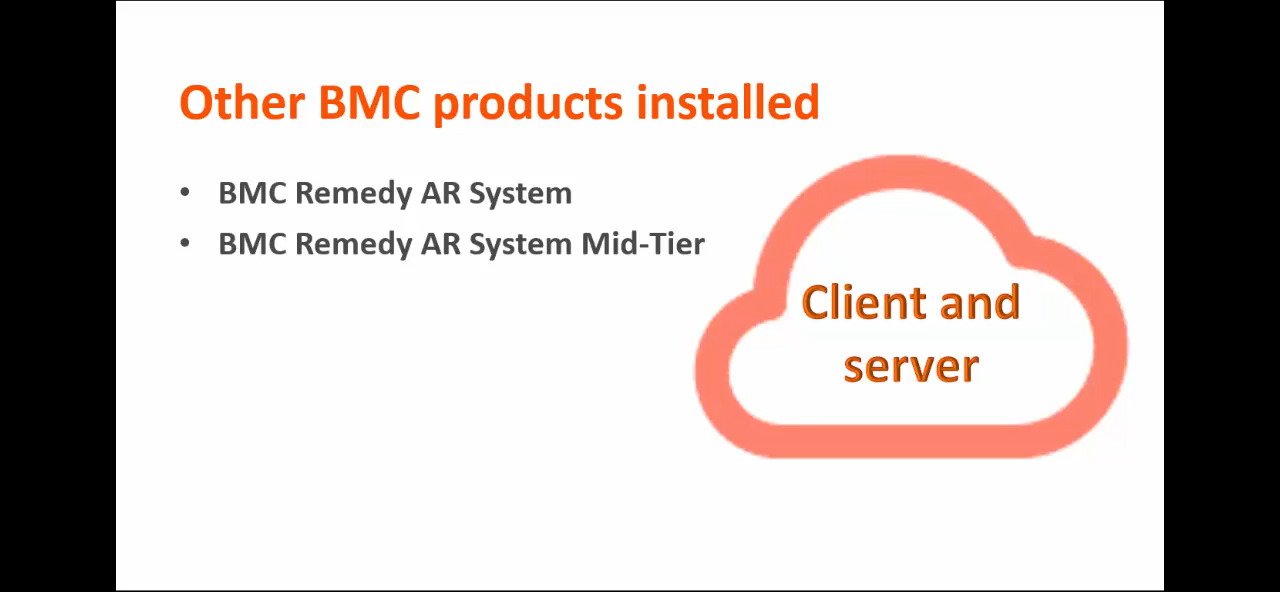 Other BMC products installed
• BMC Remedy AR System
• BMC Remedy AR System Mid-Tier
Client and
server